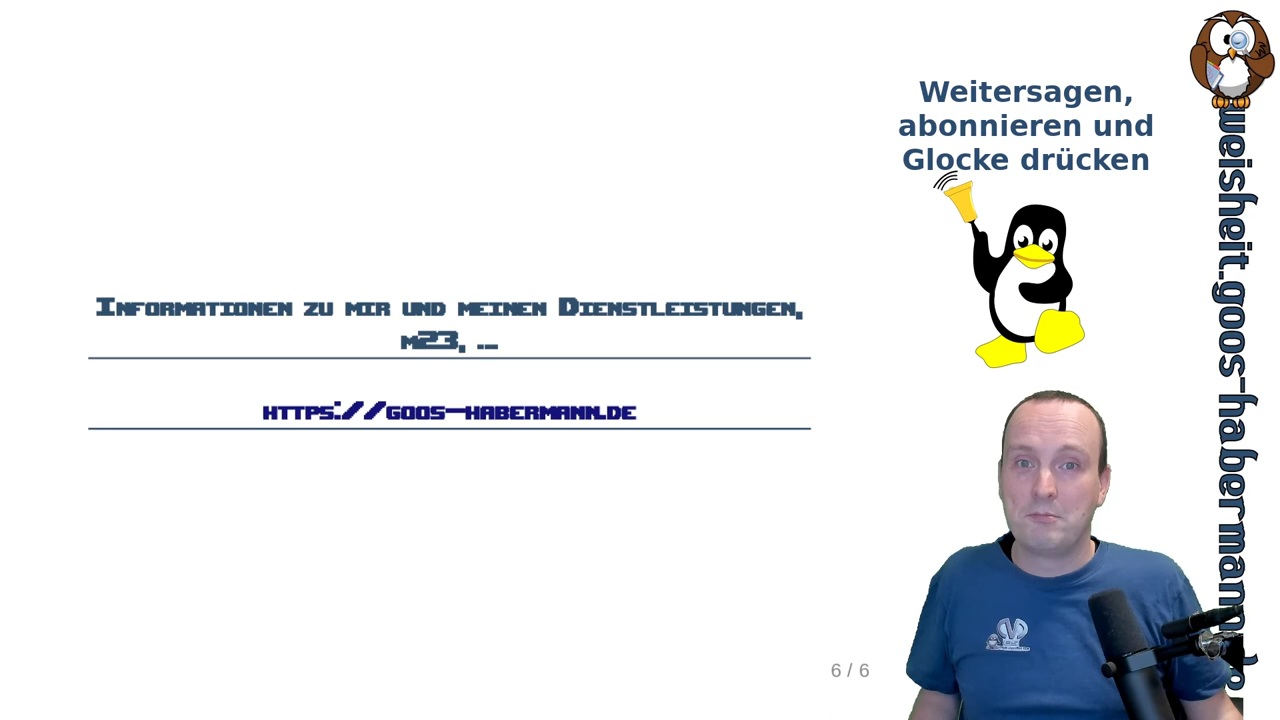 Weitersagen,
abonnieren und
Glocke drücken
Informationen zu mir und meinen Dienstleistungen,
m23, ...
https://goos-habermann.de
6 / 6
weisheit.goos-habermann.de